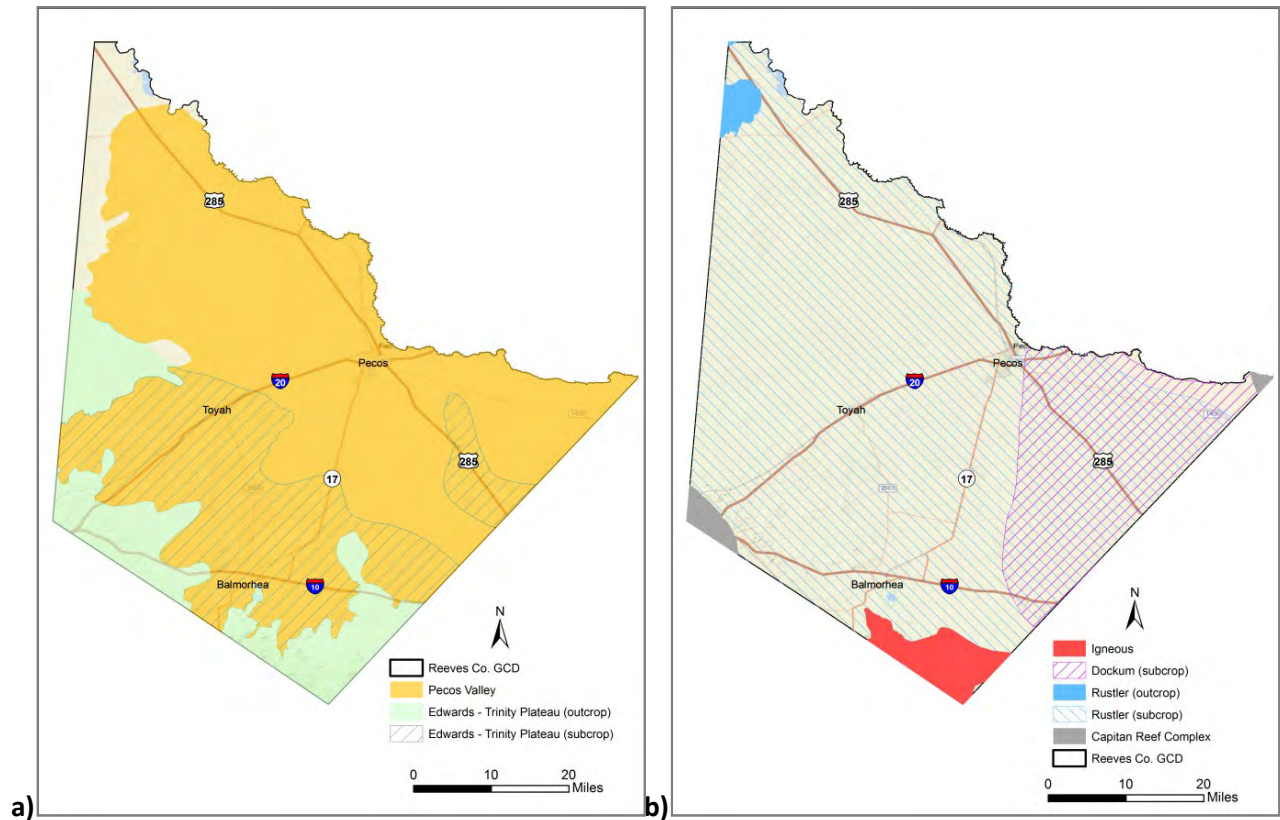 285
Pecos
20
Toyah
17
285
Balmorhea
10
N
Reeves Co. GCD
Pecos Valley
Edwards - Trinity Plateau (outcrop)
Edwards - Trinity Plateau (subcrop)
0 10 20
Miles
a)
285
Pecos
20
Toyah
1450
285
17
2903
Balmorhea
10
N
Igneous
Dockum (subcrop)
Rustler (outcrop)
Rustler (subcrop)
Capitan Reef Complex
Reeves Co. GCD
0 10 20
Miles
b)